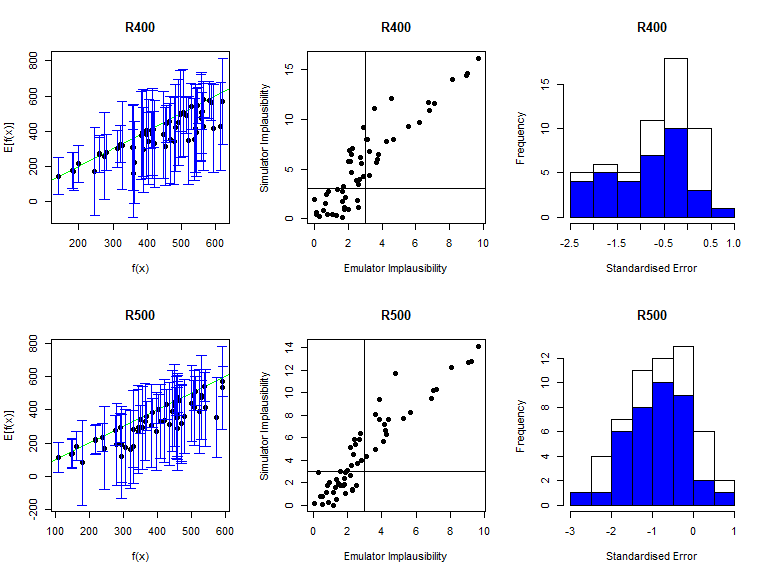 R400
R400
R400
E[f(x)]
0 200 400 600 800
200 300 400 500 600
f(x)
Simulator Implausibility
0 5 10 15
0 2 4 6 8 10
Emulator Implausibility
Frequency
0 5 10 15
-2.5 -1.5 -0.5 0.5 1.0
Standardised Error
R500
R500
R500
E[f(x)]
-200 0 200 400 600 800
100 200 300 400 500 600
f(x)
Simulator Implausibility
0 2 4 6 8 10 12 14
0 2 4 6 8 10
Emulator Implausibility
Frequency
0 2 4 6 8 12
-3 -2 -1 0 1
Standardised Error